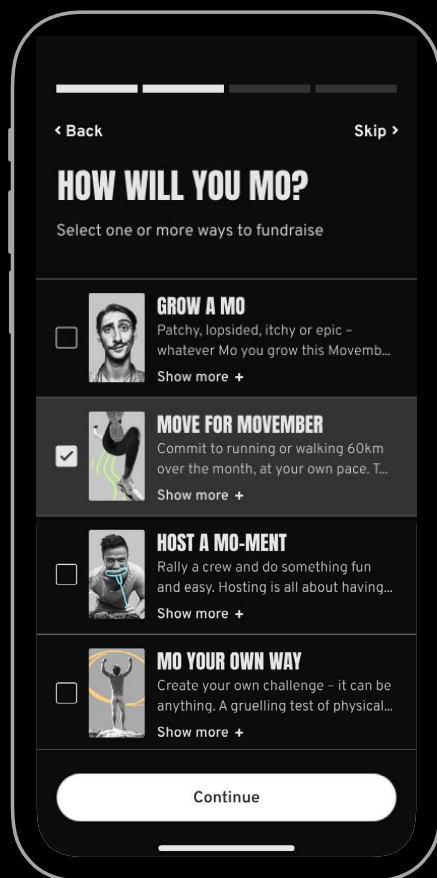 Back
Skip
HOW WILL YOU MO?
Select one or more ways to fundraise
GROW A MO
Patchy, lopsided, itchy or epic –
whatever Mo you grow this Movemb...
Show more +
MOVE FOR MOVEMBER
Commit to running or walking 60km
over the month, at your own pace. T...
Show more +
HOST A MO-MENT
Rally a crew and do something fun
and easy. Hosting is all about having...
Show more +
MO YOUR OWN WAY
Create your own challenge – it can be
anything. A gruelling test of physical...
Show more +
Continue